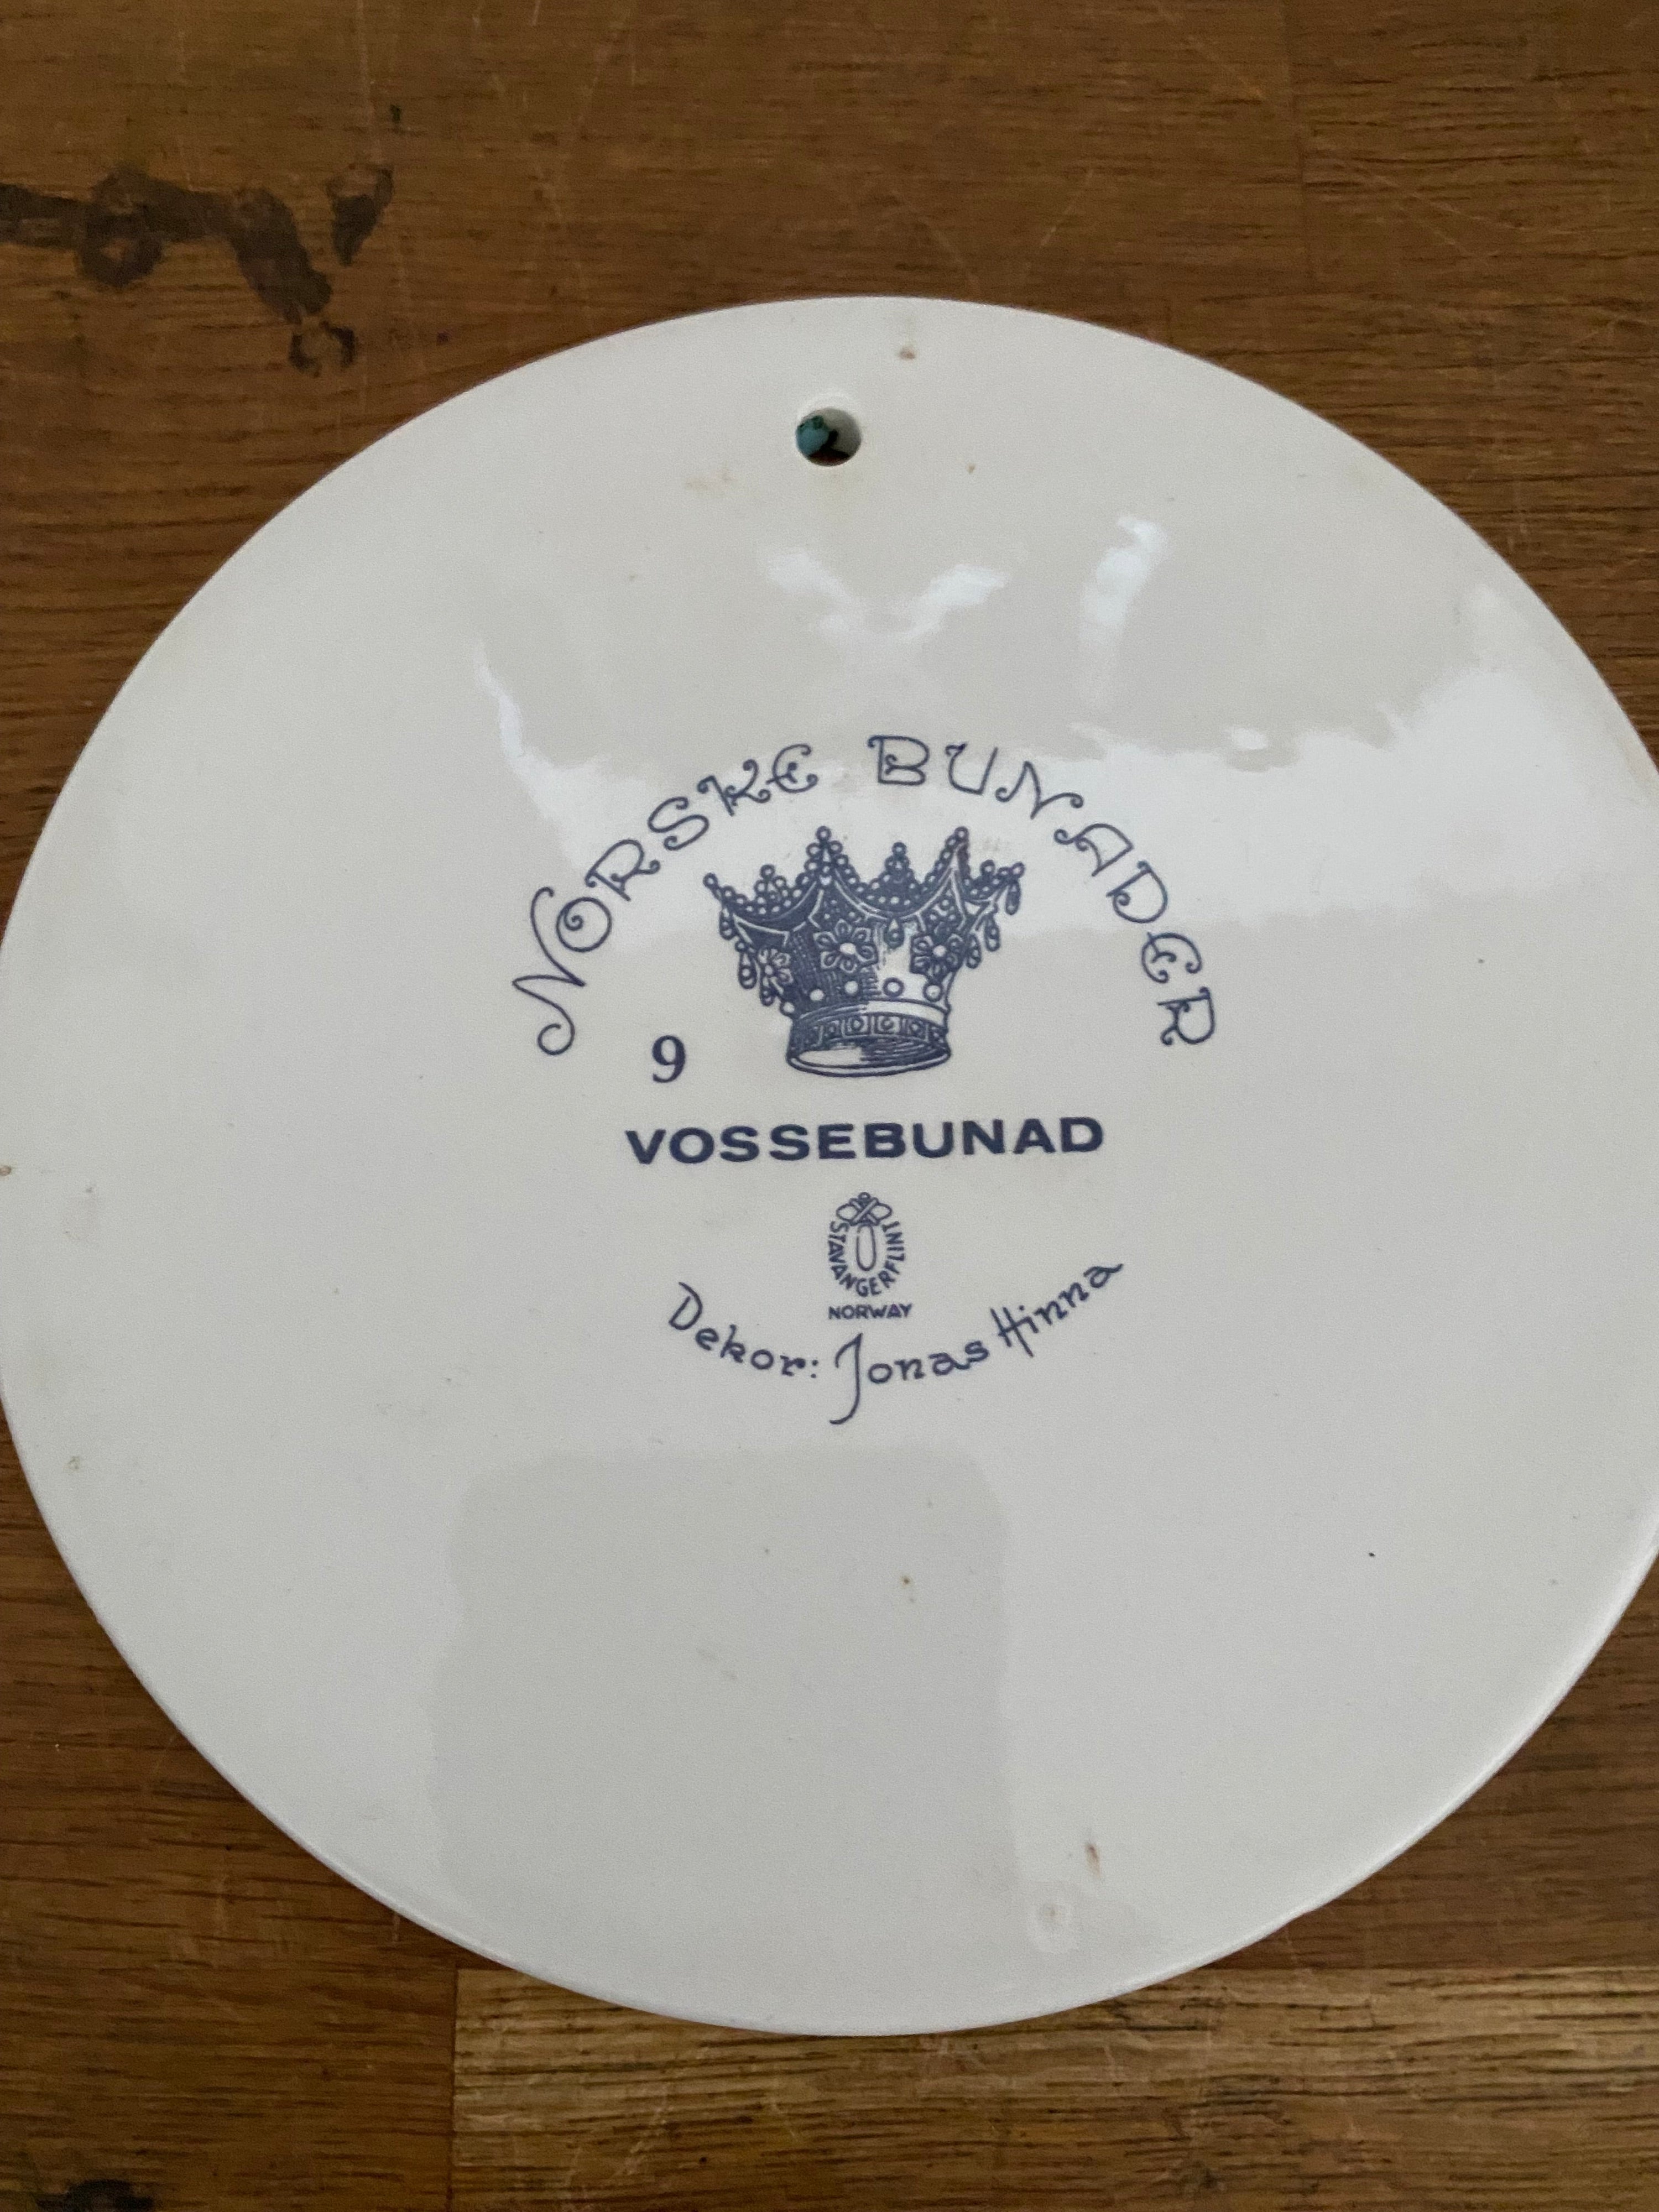 NORSKE BUNADER
9
VOSSEBUNAD
STAVANGERFLINT
NORWAY
Dekor: Jonas Hinna